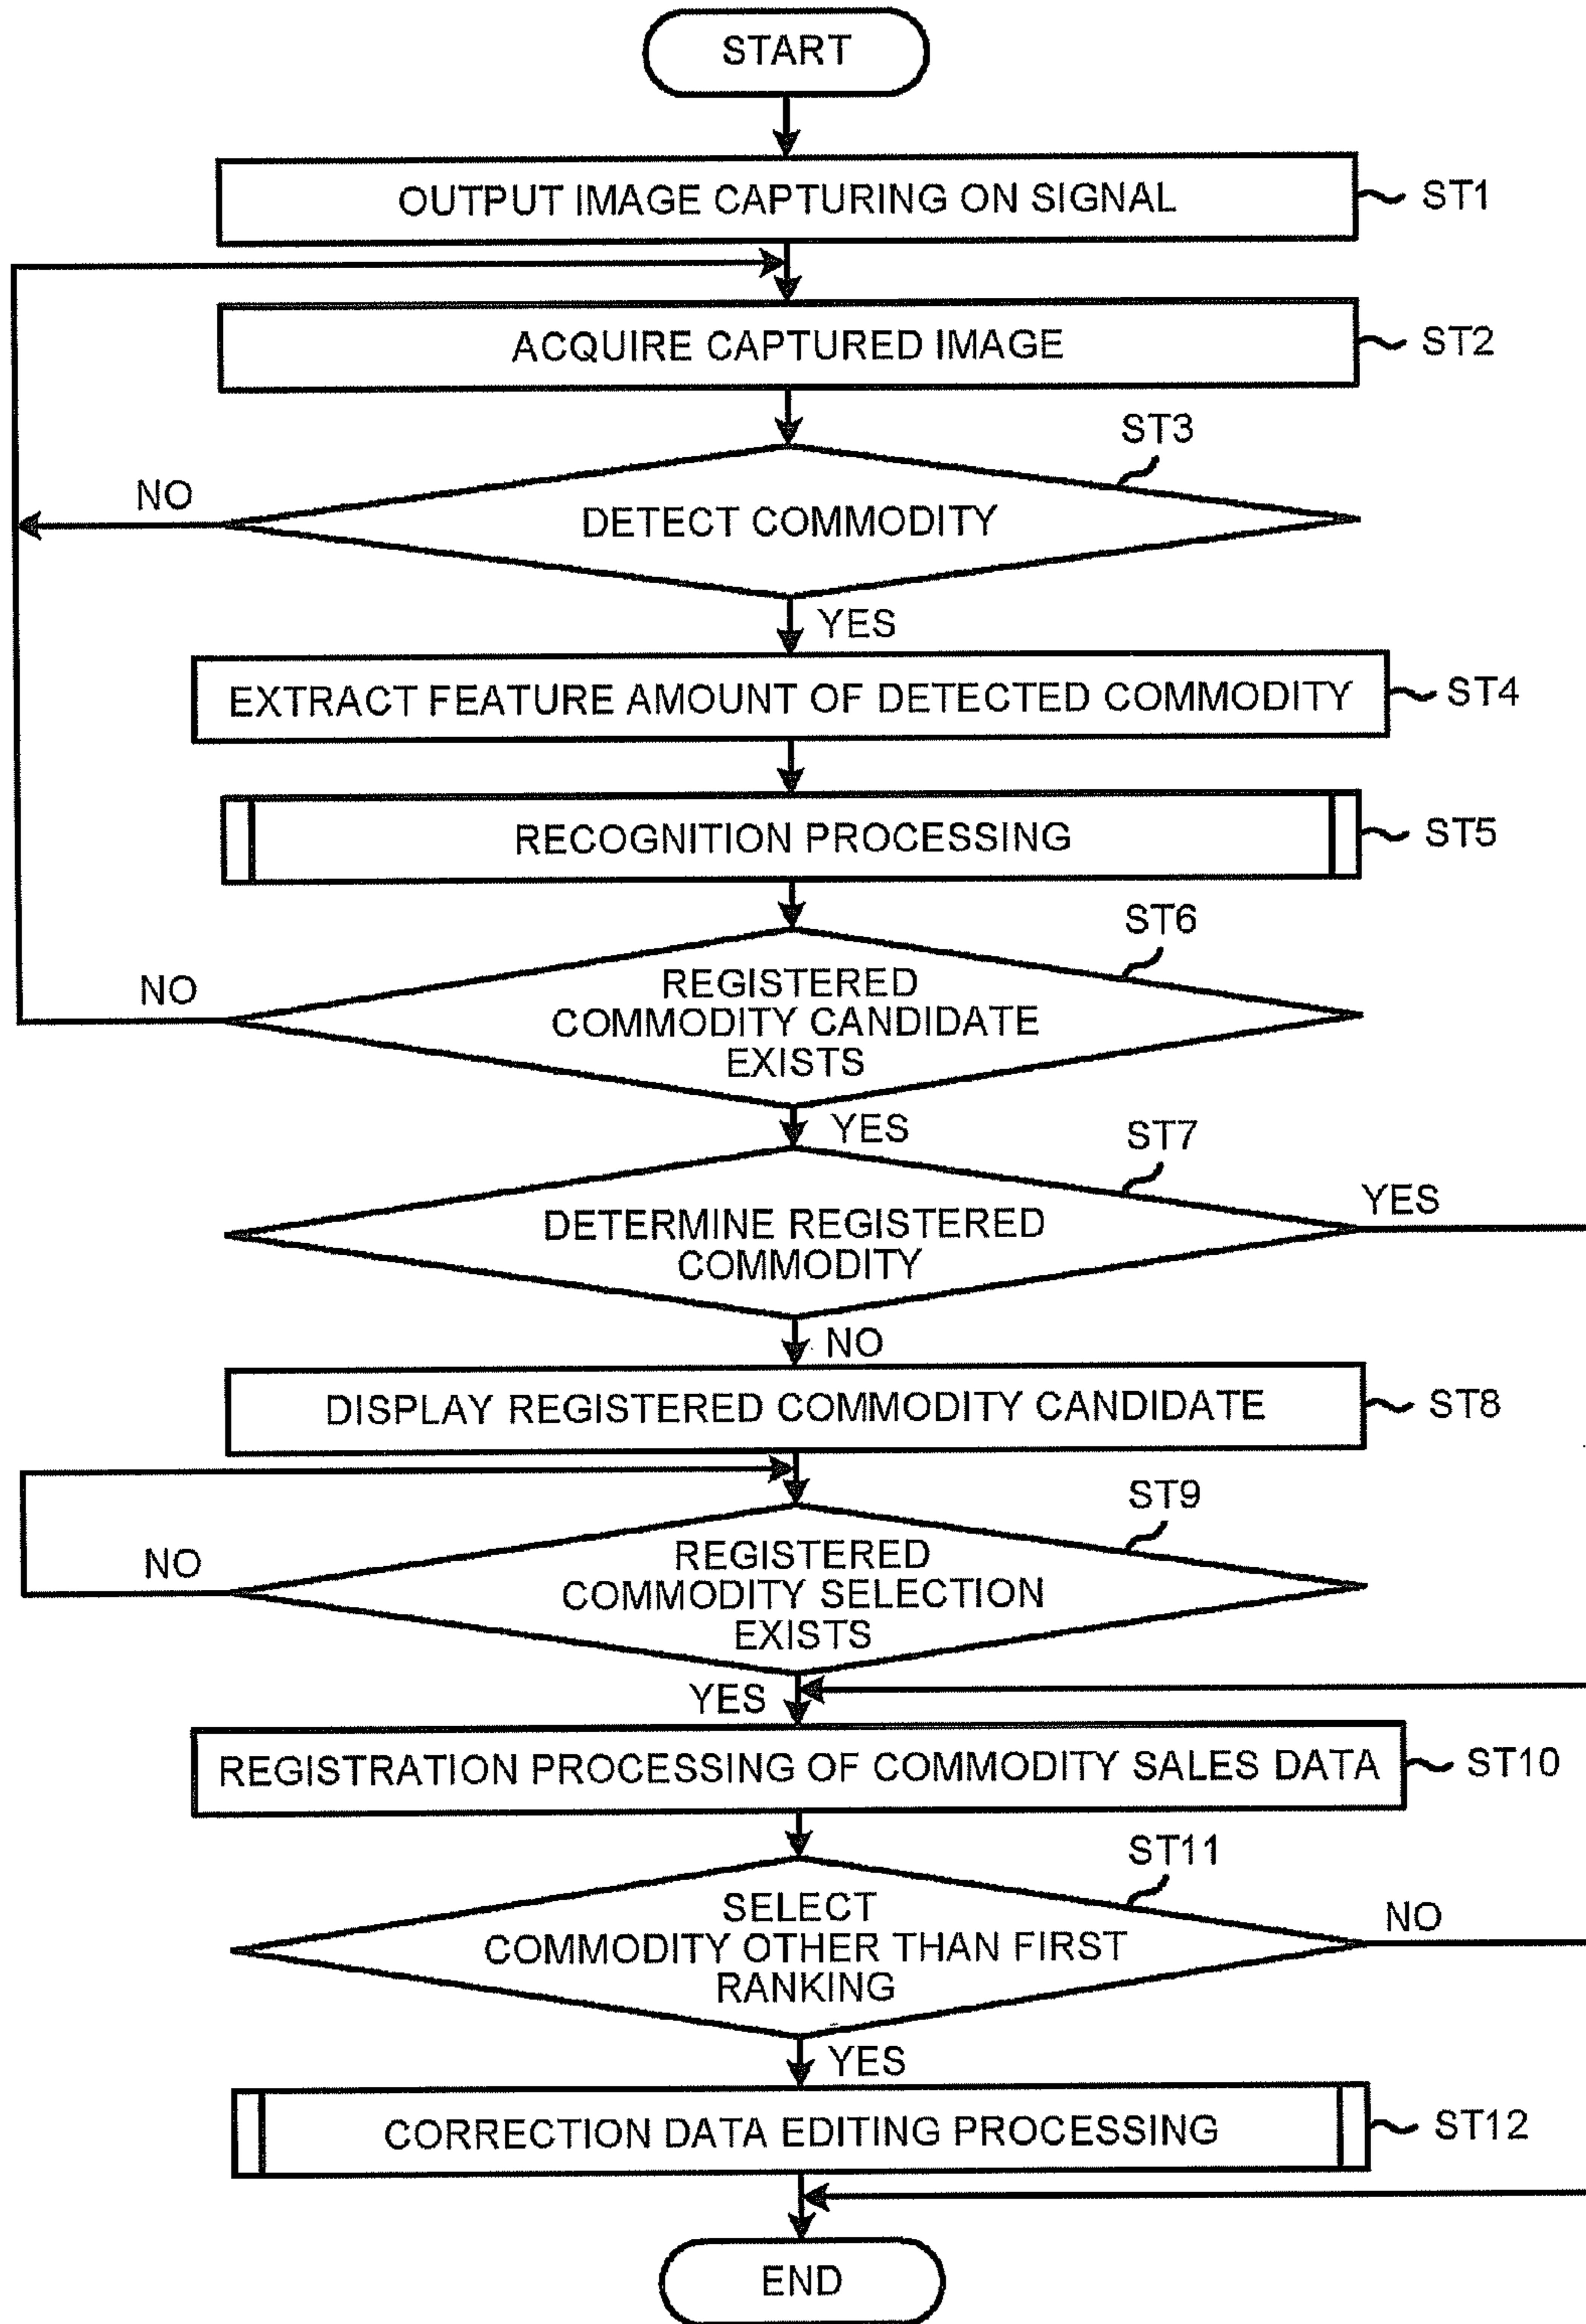 START
OUTPUT IMAGE CAPTURING ON SIGNAL
ST1
ACQUIRE CAPTURED IMAGE
ST2
ST3
NO
DETECT COMMODITY
YES
EXTRACT FEATURE AMOUNT OF DETECTED COMMODITY
ST4
RECOGNITION PROCESSING
ST5
ST6
NO
REGISTERED
COMMODITY CANDIDATE
EXISTS
YES
ST7
YES
DETERMINE REGISTERED
COMMODITY
NO
DISPLAY REGISTERED COMMODITY CANDIDATE
ST8
ST9
NO
REGISTERED
COMMODITY SELECTION
EXISTS
YES
REGISTRATION PROCESSING OF COMMODITY SALES DATA
ST10
ST11
SELECT
COMMODITY OTHER THAN FIRST
RANKING
NO
YES
CORRECTION DATA EDITING PROCESSING
ST12
END